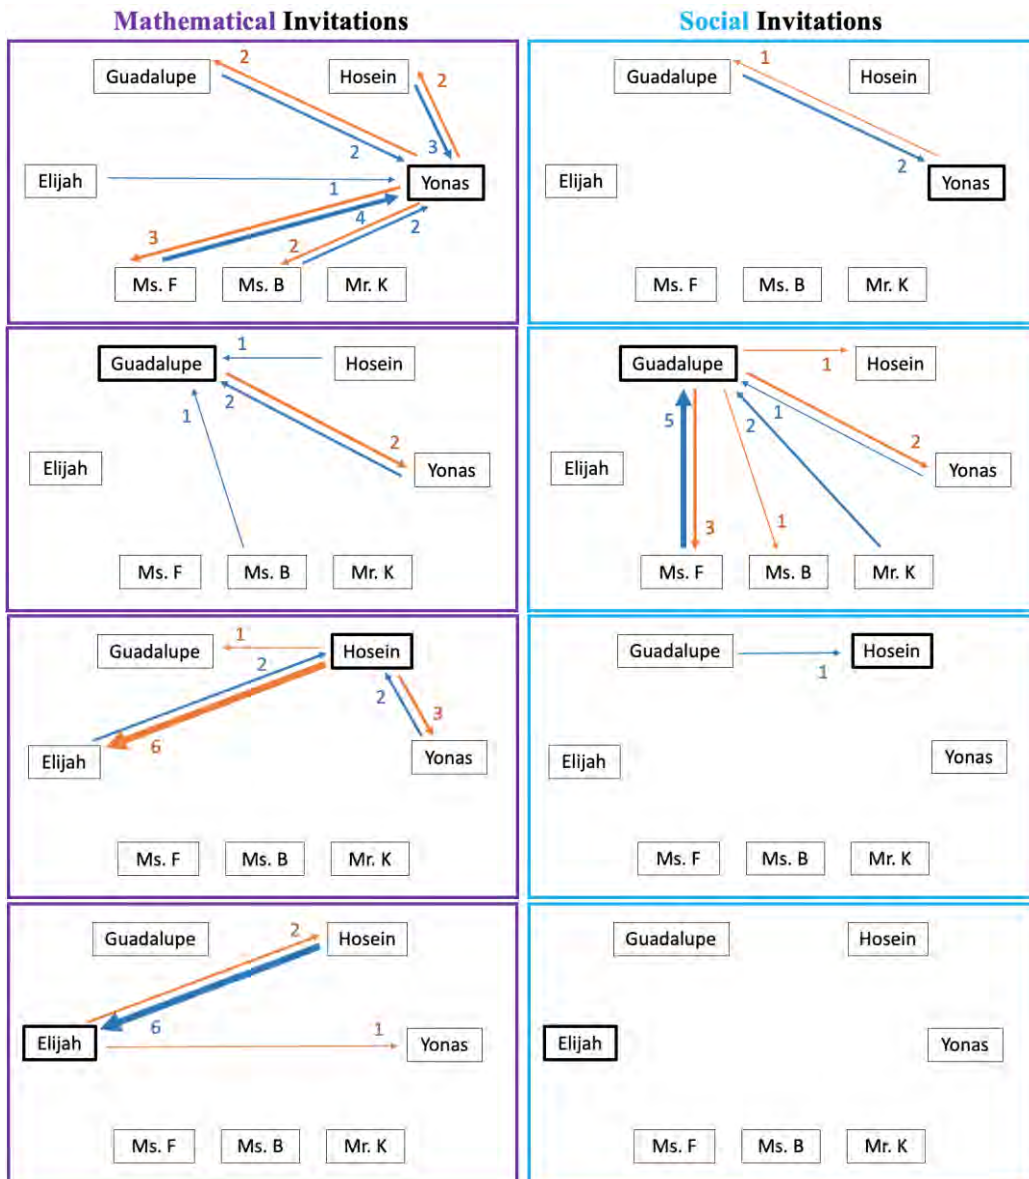 Mathematical Invitations
Social Invitations
2
2
Guadalupe
Hosein
2
3
Elijah
1
Yonas
4
3
2
2
Ms. F
Ms. B
Mr. K
1
Guadalupe
Hosein
2
Elijah
Yonas
Ms. F
Ms. B
Mr. K
1
Guadalupe
Hosein
2
1
2
Elijah
Yonas
Ms. F
Ms. B
Mr. K
Guadalupe
Hosein
1
5
2
1
2
Elijah
Yonas
3
1
Ms. F
Ms. B
Mr. K
1
Guadalupe
Hosein
2
2
3
6
Elijah
Yonas
Ms. F
Ms. B
Mr. K
Guadalupe
Hosein
1
Elijah
Yonas
Ms. F
Ms. B
Mr. K
2
Guadalupe
Hosein
6
1
Elijah
Yonas
Ms. F
Ms. B
Mr. K
Guadalupe
Hosein
Elijah
Yonas
Ms. F
Ms. B
Mr. K